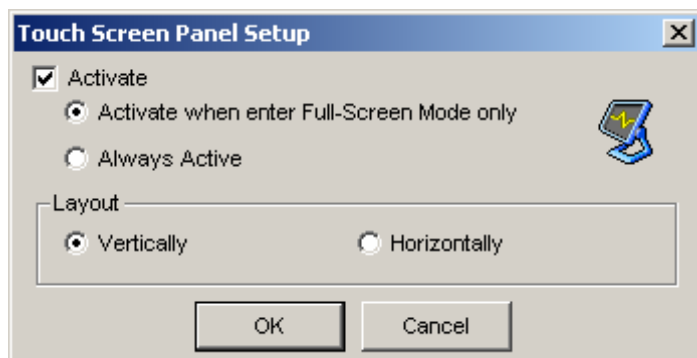 Touch Screen Panel Setup
Activate
Activate when enter Full-Screen Mode only
Always Active
Layout
Vertically Horizontally
OK Cancel